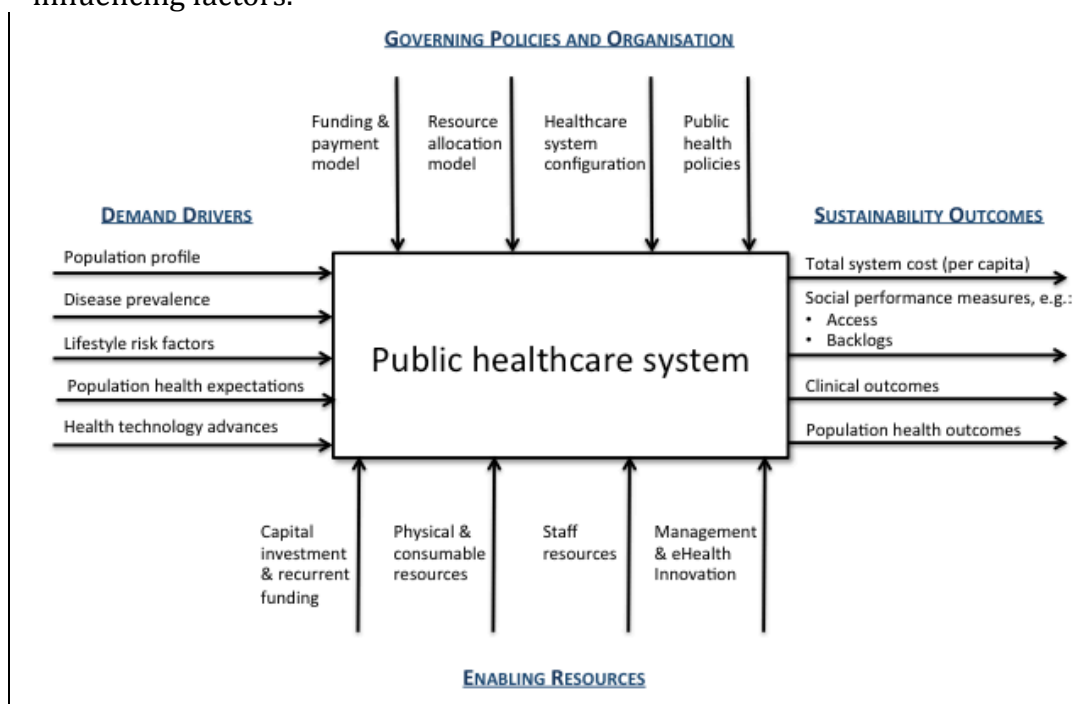 influencing factors.
GOVERNING POLICIES AND ORGANISATION
Funding &
payment
model
Resource
allocation
model
Healthcare
system
configuration
Public
health
policies
DEMAND DRIVERS
Population profile
Disease prevalence
Lifestyle risk factors
Population health expectations
Health technology advances
Public healthcare system
SUSTAINABILITY OUTCOMES
Total system cost (per capita)
Social performance measures, e.g.:
• Access
• Backlogs
Clinical outcomes
Population health outcomes
Capital
investment
& recurrent
funding
Physical &
consumable
resources
Staff
resources
Management
& eHealth
Innovation
ENABLING RESOURCES